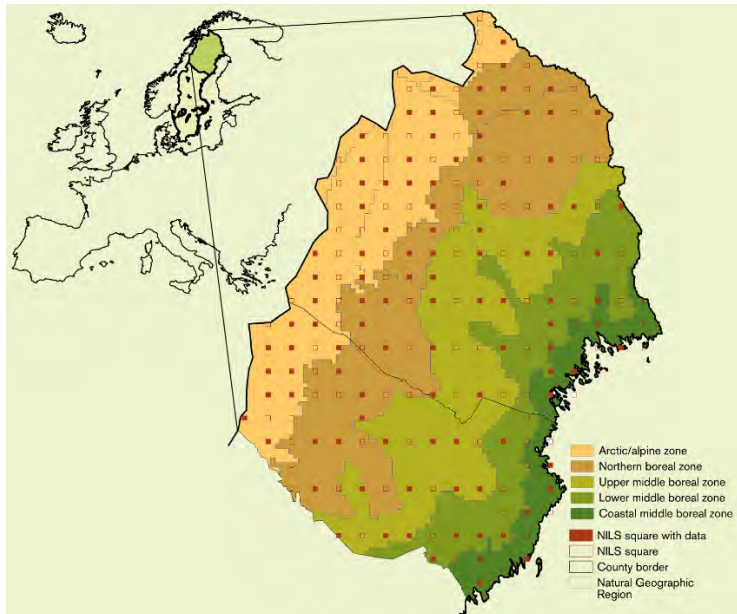 Arctic/alpine zone
Northern boreal zone
Upper middle boreal zone
Lower middle boreal zone
Coastal middle boreal zone
NILS square with data
NILS square
County border
Natural Geographic
Region